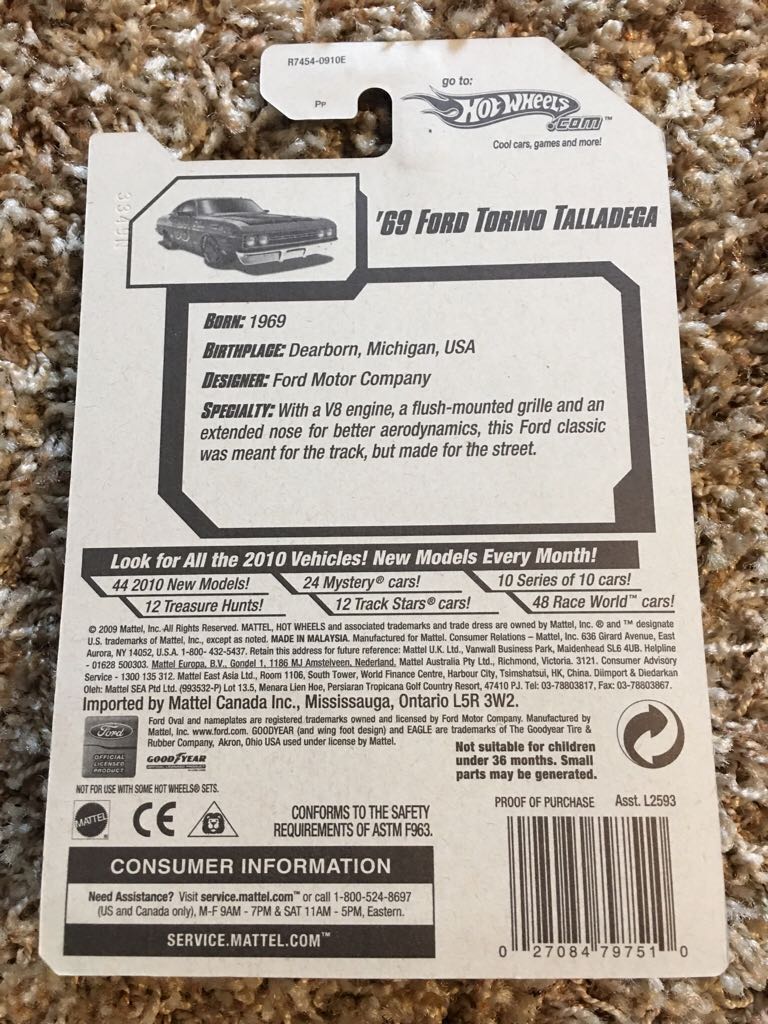 R7454-0910E
PP
go to:
HOT WHEELS
.COM™
Cool cars, games and more!
'69 FORD TORINO TALLADEGA
BORN: 1969
BIRTHPLACE: Dearborn, Michigan, USA
DESIGNER: Ford Motor Company
SPECIALTY: With a V8 engine, a flush-mounted grille and an
extended nose for better aerodynamics, this Ford classic
was meant for the track, but made for the street.
Look for All the 2010 Vehicles! New Models Every Month!
44 2010 New Models! 24 Mystery® cars! 10 Series of 10 cars!
12 Treasure Hunts! 12 Track Stars® cars! 48 Race World™ cars!
© 2009 Mattel, Inc. All Rights Reserved. MATTEL, HOT WHEELS and associated trademarks and trade dress are owned by Mattel, Inc. ® and ™ designate
U.S. trademarks of Mattel, Inc., except as noted. MADE IN MALAYSIA. Manufactured for Mattel. Consumer Relations – Mattel, Inc. 636 Girard Avenue, East
Aurora, NY 14052, U.S.A. 1-800- 432-5437. Retain this address for future reference: Mattel U.K. Ltd., Vanwall Business Park, Maidenhead SL6 4UB. Helpline
- 01628 500303. Mattel Europa, B.V., Gondel 1, 1186 MJ Amstelveen, Nederland. Mattel Australia Pty Ltd., Richmond, Victoria. 3121. Consumer Advisory
Service - 1300 135 312. Mattel East Asia Ltd., Room 1106, South Tower, World Finance Centre, Harbour City, Tsimshatsui, HK, China. Diimport & Diedarkan
Oleh: Mattel SEA Ptd Ltd. (993532-P) Lot 13.5, Menara Lien Hoe, Persiaran Tropicana Golf Country Resort, 47410 PJ. Tel: 03-78803817, Fax: 03-78803867.
Imported by Mattel Canada Inc., Mississauga, Ontario L5R 3W2.
Ford
OFFICIAL
LICENSED
PRODUCT
Ford Oval and nameplates are registered trademarks owned and licensed by Ford Motor Company. Manufactured by
Mattel, Inc. www.ford.com. GOODYEAR (and wing foot design) and EAGLE are trademarks of The Goodyear Tire &
Rubber Company, Akron, Ohio USA used under license by Mattel.
GOODYEAR
Not suitable for children
under 36 months. Small
parts may be generated.
NOT FOR USE WITH SOME HOT WHEELS® SETS.
MATTEL
CE
CONFORMS TO THE SAFETY
REQUIREMENTS OF ASTM F963.
PROOF OF PURCHASE Asst. L2593
CONSUMER INFORMATION
Need Assistance? Visit service.mattel.com™ or call 1-800-524-8697
(US and Canada only), M-F 9AM - 7PM & SAT 11AM - 5PM, Eastern.
SERVICE.MATTEL.COM™
0 27084 79751 0